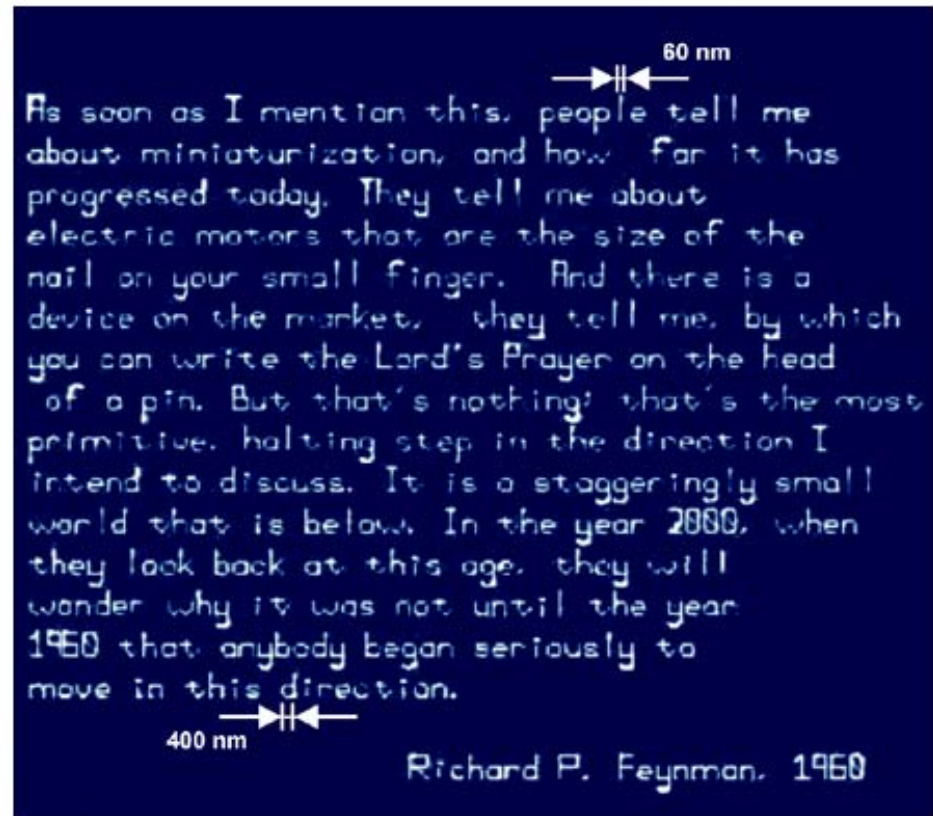 60 nm
As soon as I mention this, people tell me
about miniaturization, and how far it has
progressed today. They tell me about
electric motors that are the size of the
nail on your small finger. And there is a
device on the market, they tell me, by which
you can write the Lord's Prayer on the head
of a pin. But that's nothing; that's the most
primitive, halting step in the direction I
intend to discuss. It is a staggeringly small
world that is below. In the year 2000, when
they look back at this age, they will
wonder why it was not until the year
1960 that anybody began seriously to
move in this direction.
400 nm
Richard P. Feynman, 1960